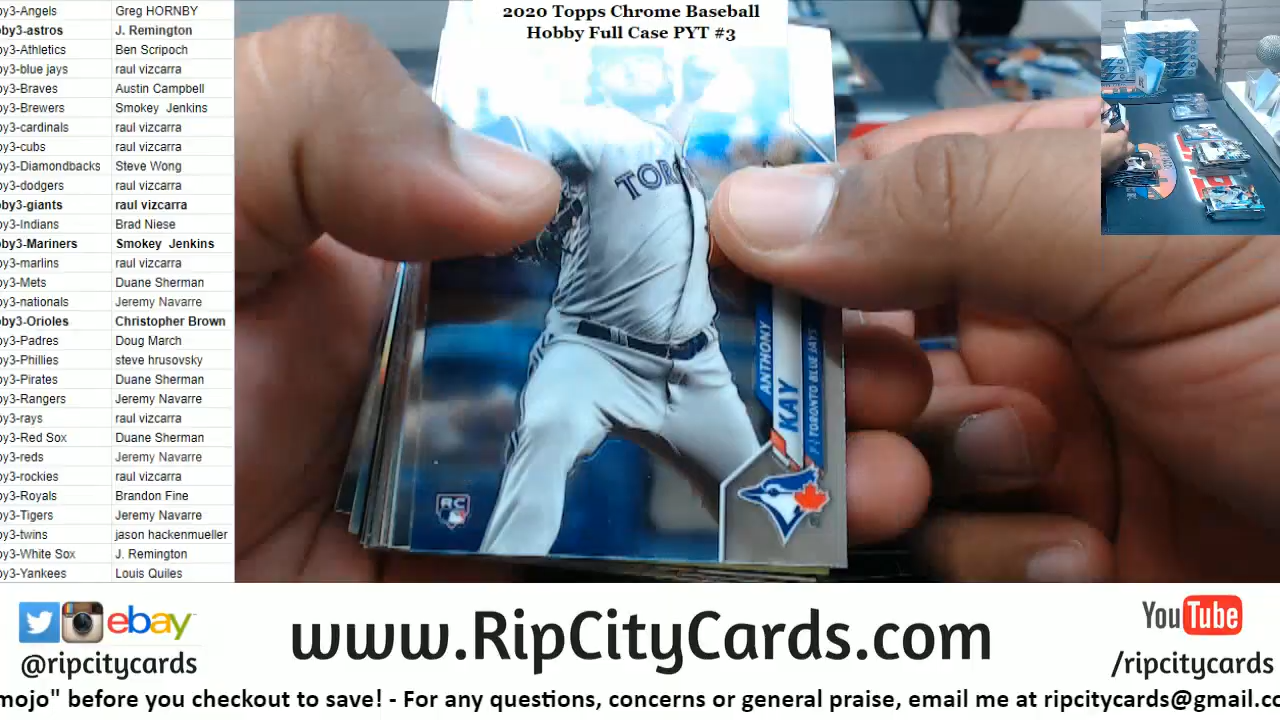 by3-Angels Greg HORNBY
by3-astros J. Remington
by3-Athletics Ben Scripoch
by3-blue jays raul vizcarra
by3-Braves Austin Campbell
by3-Brewers Smokey Jenkins
by3-cardinals raul vizcarra
by3-cubs raul vizcarra
by3-Diamondbacks Steve Wong
by3-dodgers raul vizcarra
by3-giants raul vizcarra
by3-Indians Brad Niese
by3-Mariners Smokey Jenkins
by3-marlins raul vizcarra
by3-Mets Duane Sherman
by3-nationals Jeremy Navarre
by3-Orioles Christopher Brown
by3-Padres Doug March
by3-Phillies steve hrusovsky
by3-Pirates Duane Sherman
by3-Rangers Jeremy Navarre
by3-rays raul vizcarra
by3-Red Sox Duane Sherman
by3-reds Jeremy Navarre
by3-rockies raul vizcarra
by3-Royals Brandon Fine
by3-Tigers Jeremy Navarre
by3-twins jason hackenmueller
by3-White Sox J. Remington
by3-Yankees Louis Quiles
2020 Topps Chrome Baseball
Hobby Full Case PYT #3
TORO
ANTHONY
KAY
P / TORONTO BLUE JAYS
RC
ebay
@ripcitycards
www.RipCityCards.com
YouTube
/ripcitycards
mojo" before you checkout to save! - For any questions, concerns or general praise, email me at ripcitycards@gmail.co